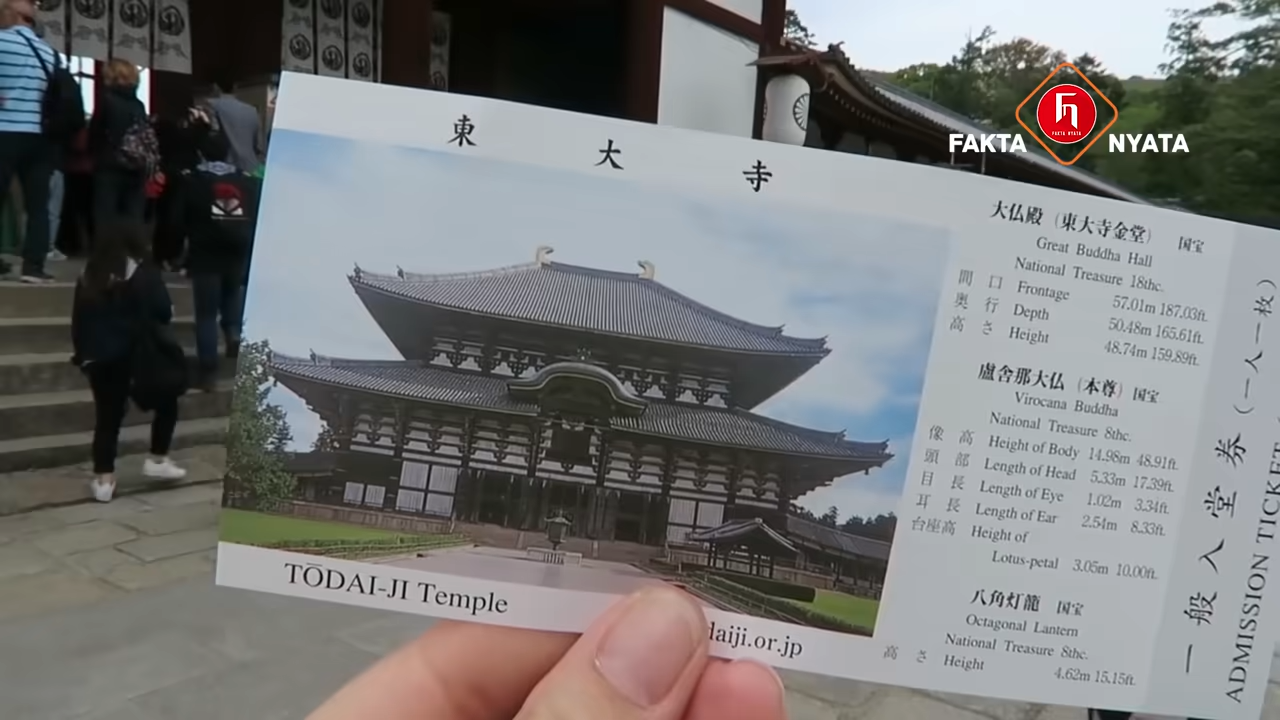 FAKTA NYATA
FAKTA NYATA
東大寺
大仏殿（東大寺金堂） 国宝
Great Buddha Hall
National Treasure 18thc.
間口 Frontage 57.01m 187.03ft.
奥行 Depth 50.48m 165.61ft.
高さ Height 48.74m 159.89ft.
盧舎那大仏（本尊）国宝
Virocana Buddha
National Treasure 8thc.
像高 Height of Body 14.98m 48.91ft.
頭部 Length of Head 5.33m 17.39ft.
目長 Length of Eye 1.02m 3.34ft.
耳長 Length of Ear 2.54m 8.33ft.
台座高 Height of
Lotus-petal 3.05m 10.00ft.
八角灯籠 国宝
Octagonal Lantern
National Treasure 8thc.
高さ Height 4.62m 15.15ft.
TŌDAI-JI Temple
daiji.or.jp
一般入堂券（一人一枚）
ADMISSION TICKET